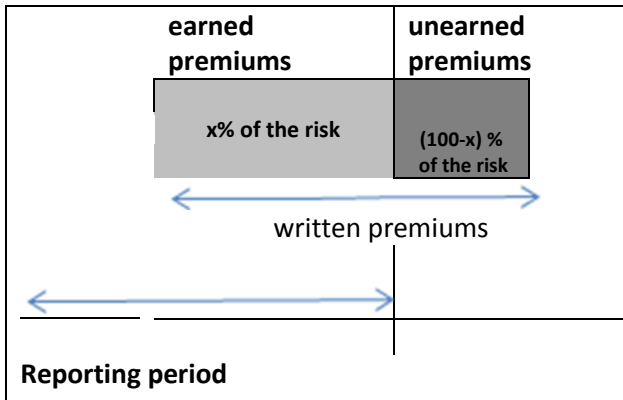 earned
premiums
unearned
premiums
x% of the risk
(100-x) %
of the risk
written premiums
Reporting period